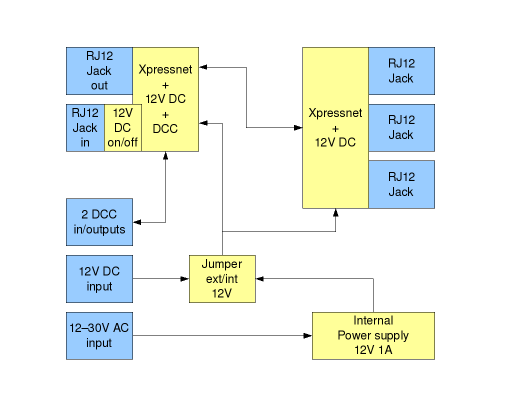 RJ12
Jack
out
Xpressnet
+
12V DC
+
DCC
RJ12
Jack
in
12V
DC
on/off
Xpressnet
+
12V DC
RJ12
Jack
RJ12
Jack
RJ12
Jack
2 DCC
in/outputs
12V DC
input
Jumper
ext/int
12V
12–30V AC
input
Internal
Power supply
12V 1A